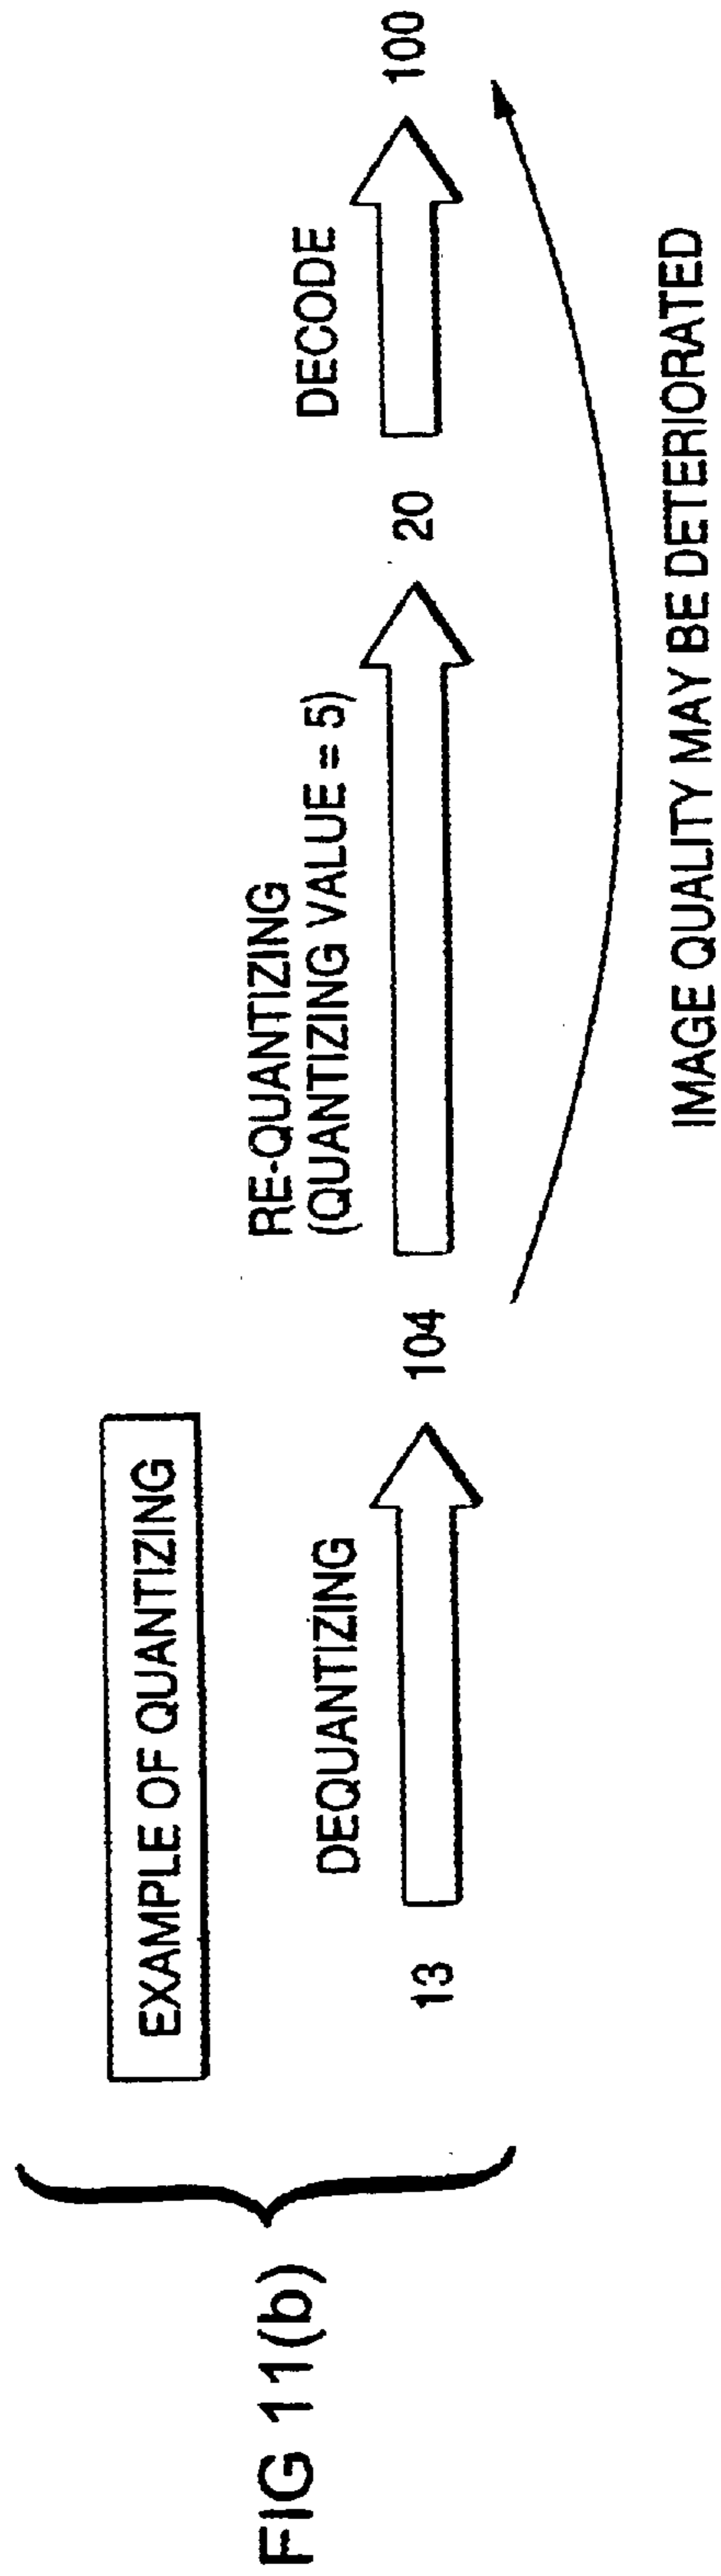 FIG 11(b)
EXAMPLE OF QUANTIZING
13
DEQUANTIZING
104
RE-QUANTIZING
(QUANTIZING VALUE = 5)
20
DECODE
100
IMAGE QUALITY MAY BE DETERIORATED